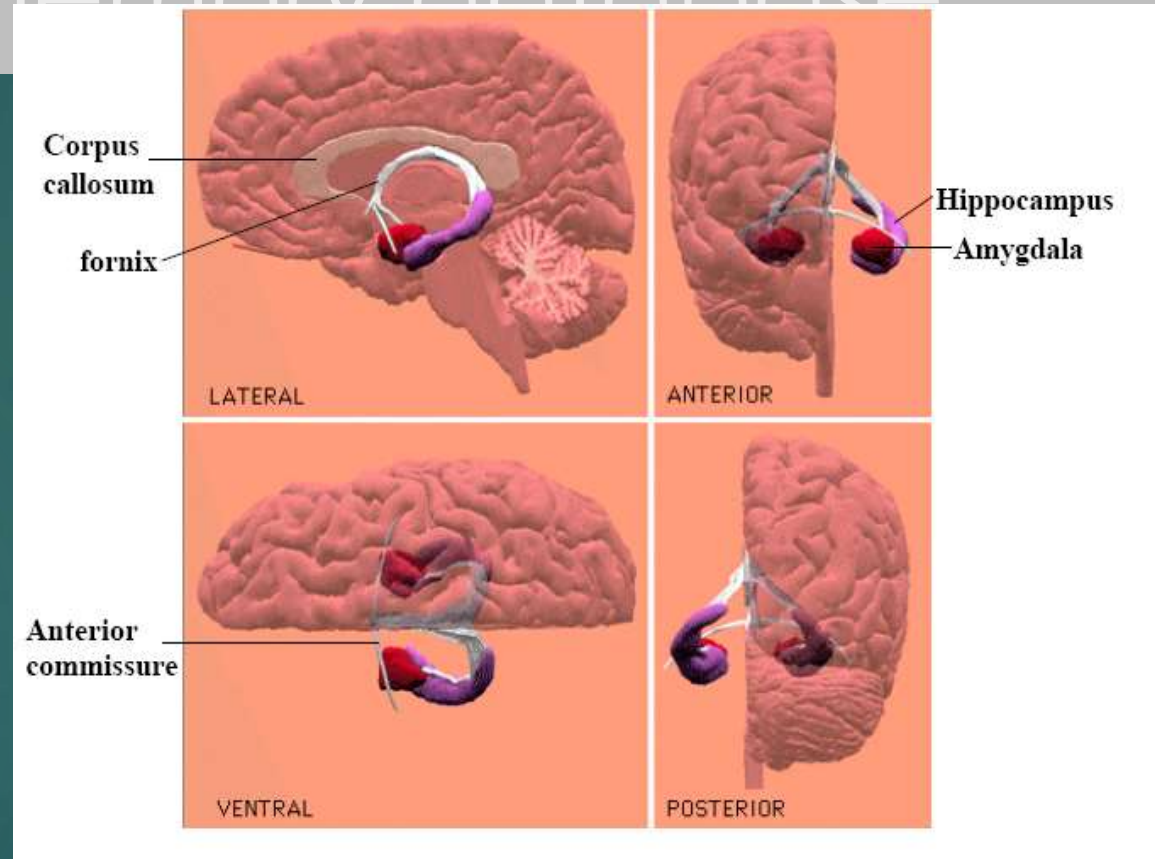 Corpus
callosum
fornix
LATERAL
ANTERIOR
Hippocampus
Amygdala
Anterior
commissure
VENTRAL
POSTERIOR